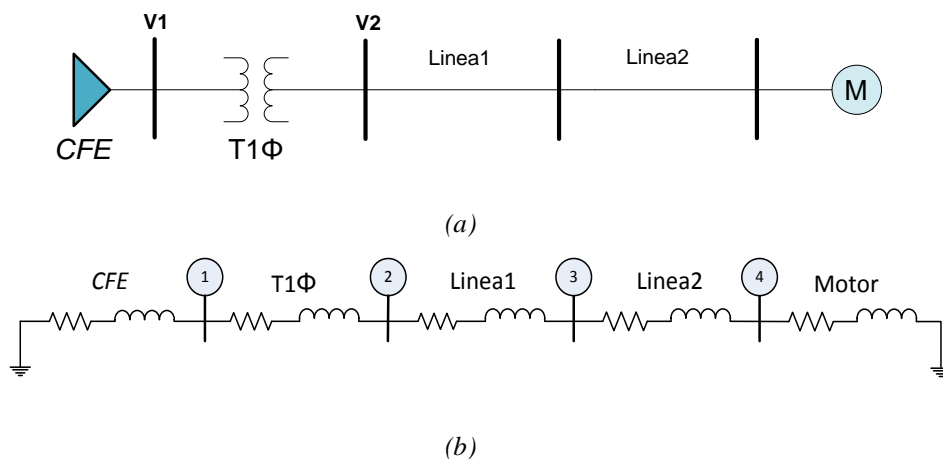 V1 V2
Linea1 Linea2
M
CFE T1Φ
(a)
1 2 3 4
CFE T1Φ Linea1 Linea2 Motor
(b)